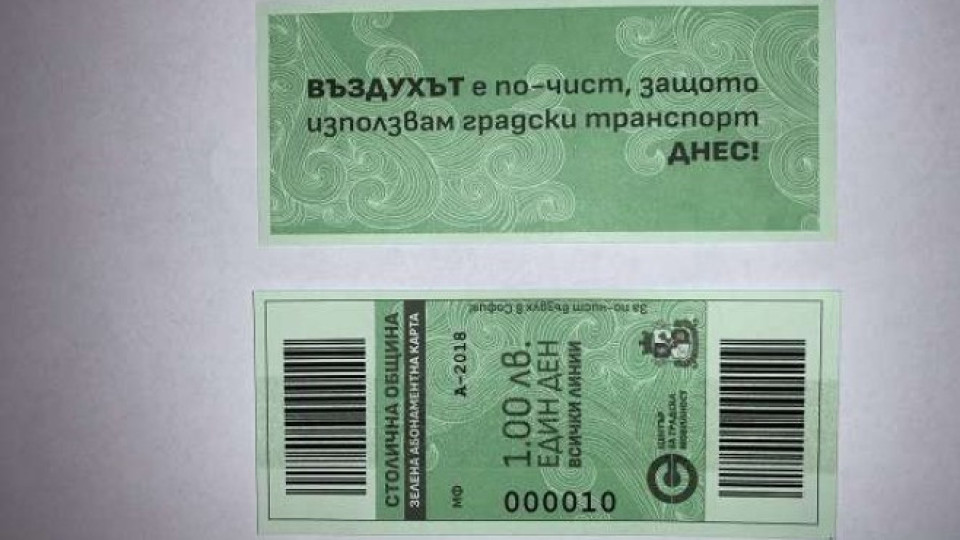 ВЪЗДУХЪТ е по-чист, защото
използвам градски транспорт
ДНЕС!
СТОЛИЧНА ОБЩИНА
ЗЕЛЕНА АБОНАМЕНТНА КАРТА
МФ А-2018
1.00 лв.
ЕДИН ДЕН
ВСИЧКИ ЛИНИИ
000010
За по-чист въздух в София!
ЦЕНТЪР
ЗА ГРАДСКА
МОБИЛНОСТ